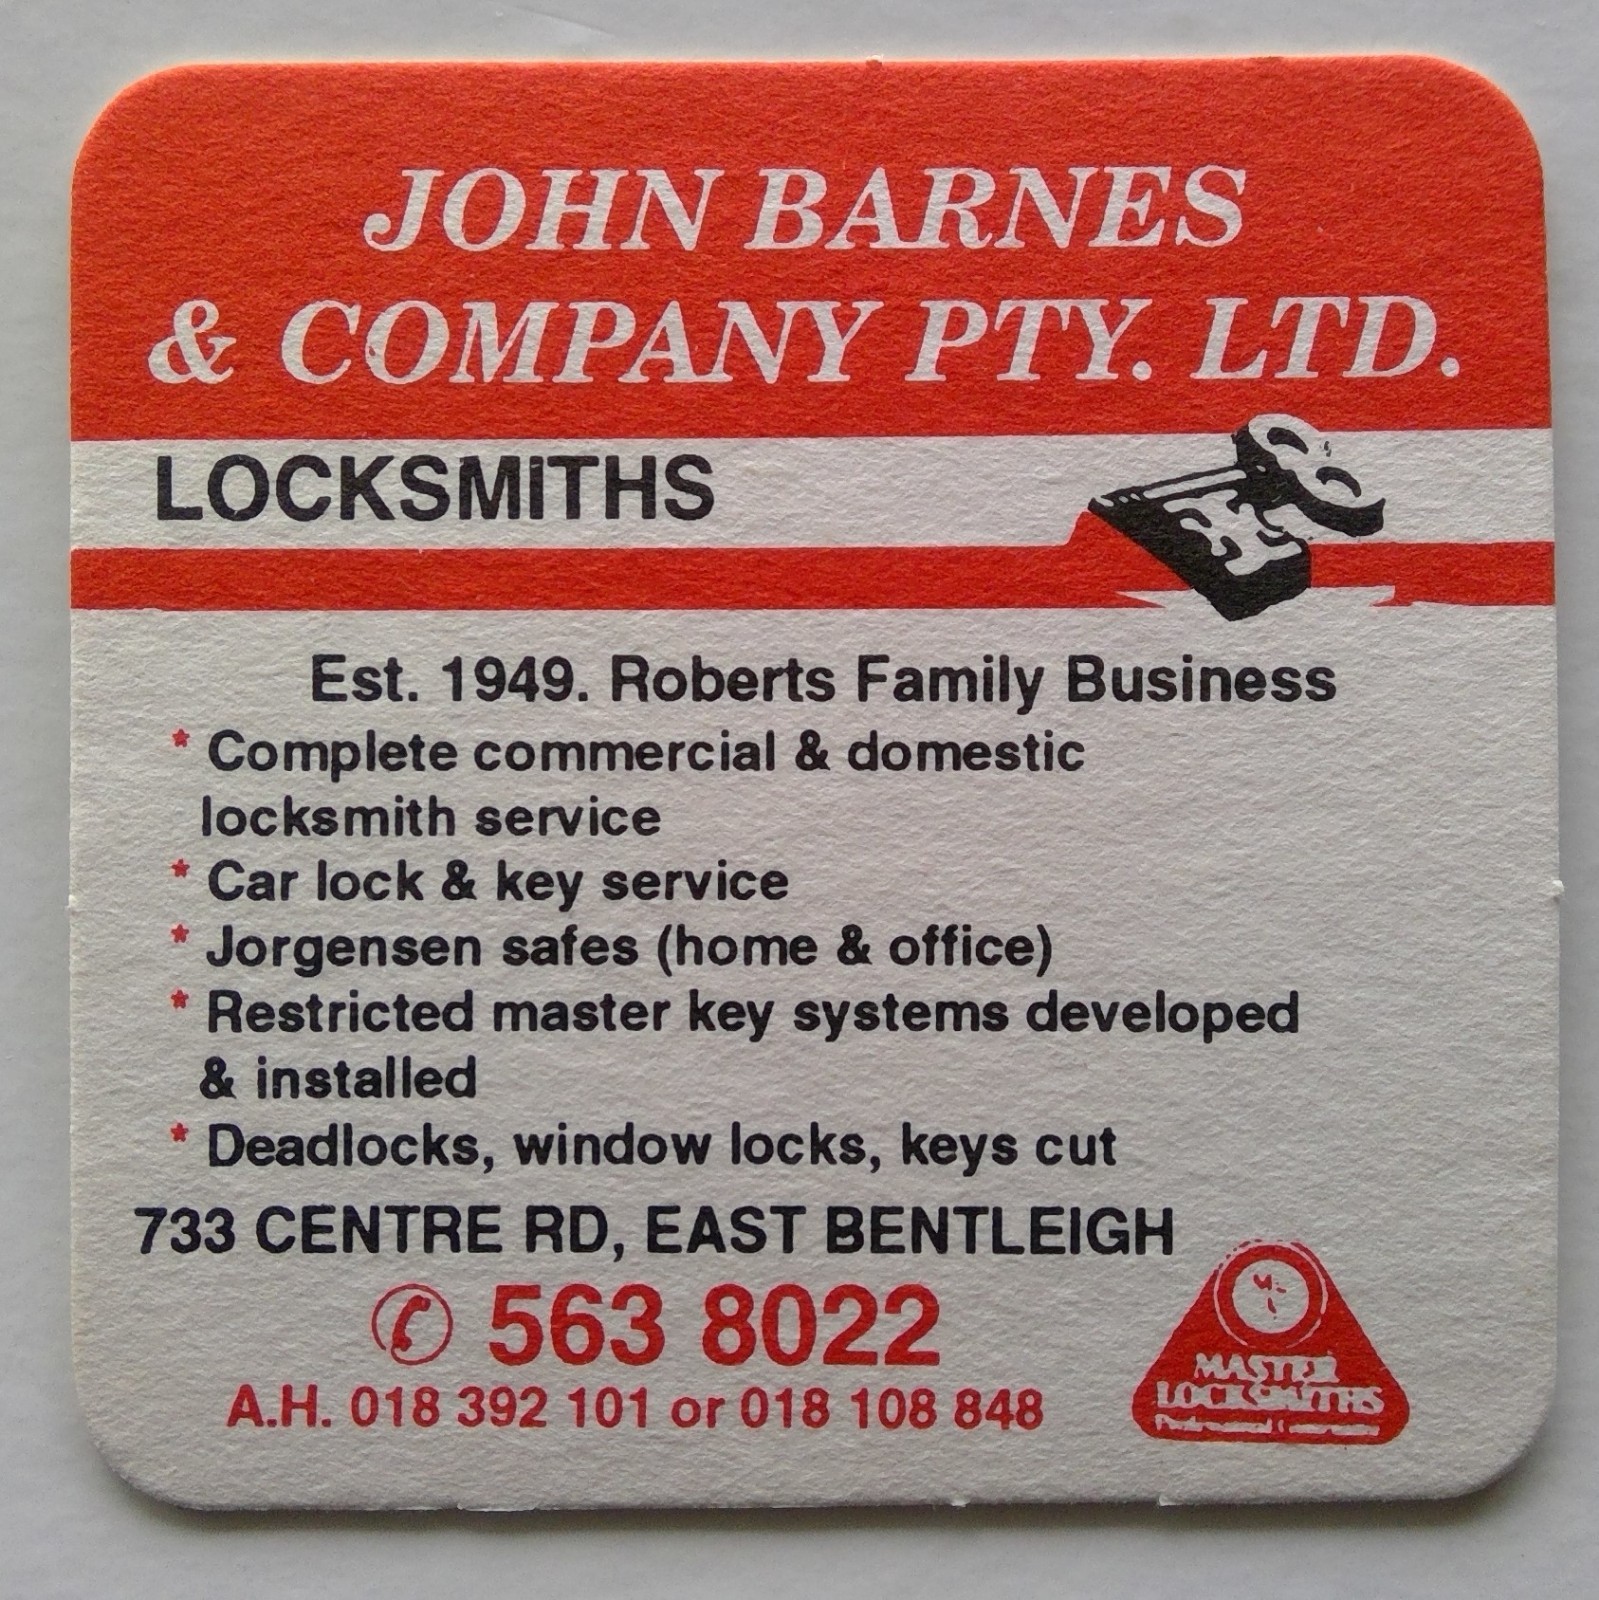 JOHN BARNES
& COMPANY PTY. LTD.
LOCKSMITHS
Est. 1949. Roberts Family Business
* Complete commercial & domestic
locksmith service
* Car lock & key service
* Jorgensen safes (home & office)
* Restricted master key systems developed
& installed
* Deadlocks, window locks, keys cut
733 CENTRE RD, EAST BENTLEIGH
✆ 563 8022
A.H. 018 392 101 or 018 108 848
MASTER
LOCKSMITHS